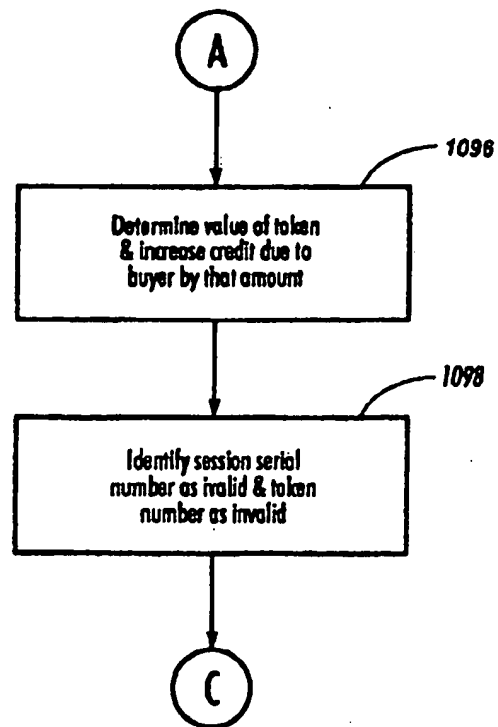 A
1096
Determine value of token
& increase credit due to
buyer by that amount
1098
Identify session serial
number as ivalid & token
number as invalid
C